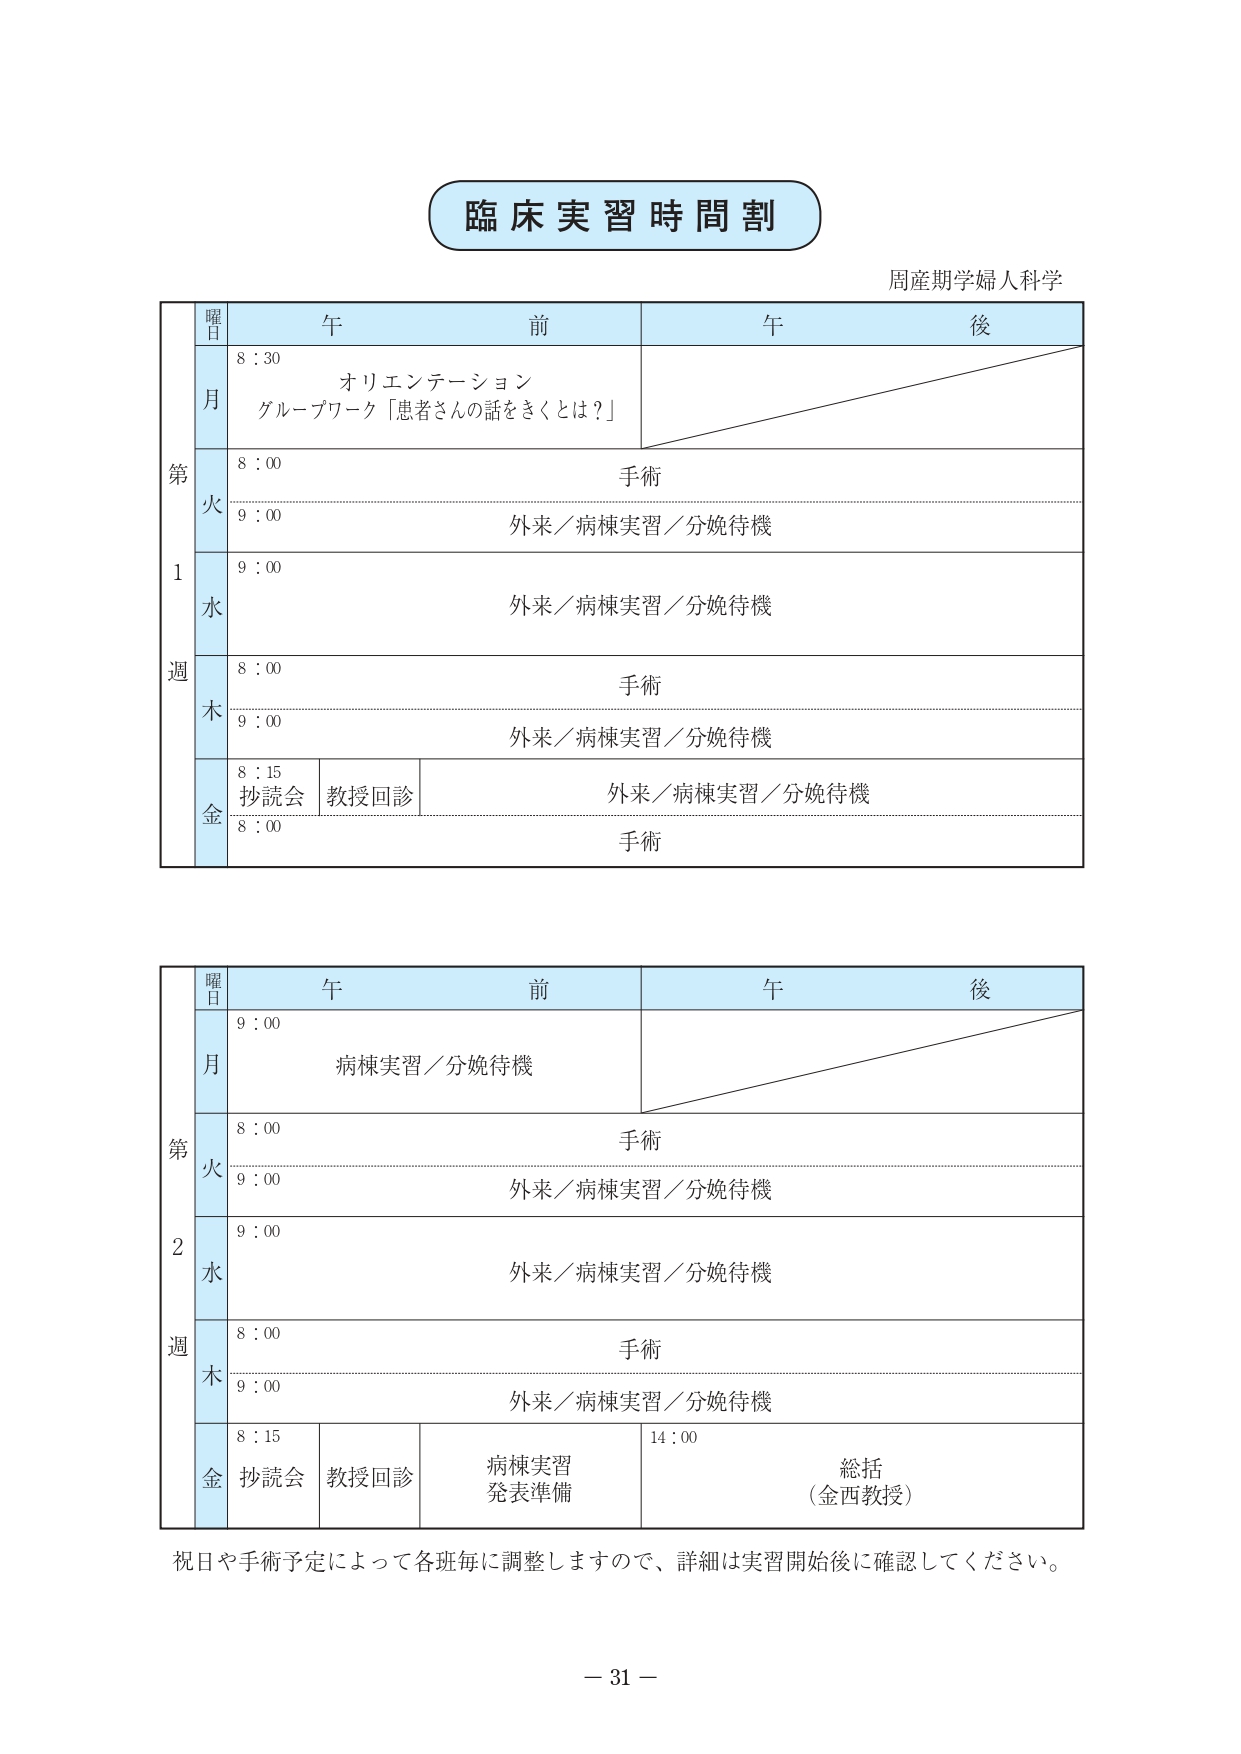 臨床実習時間割
周産期学婦人科学
曜日 午前 午後
第1週
月
8：30
オリエンテーション
グループワーク「患者さんの話をきくとは？」
火
8：00
手術
9：00
外来／病棟実習／分娩待機
水
9：00
外来／病棟実習／分娩待機
木
8：00
手術
9：00
外来／病棟実習／分娩待機
金
8：15
抄読会 教授回診 外来／病棟実習／分娩待機
8：00
手術
曜日 午前 午後
第2週
月
9：00
病棟実習／分娩待機
火
8：00
手術
9：00
外来／病棟実習／分娩待機
水
9：00
外来／病棟実習／分娩待機
木
8：00
手術
9：00
外来／病棟実習／分娩待機
金
8：15
抄読会
教授回診
病棟実習
発表準備
14：00
総括
（金西教授）
祝日や手術予定によって各班毎に調整しますので、詳細は実習開始後に確認してください。
― 31 ―